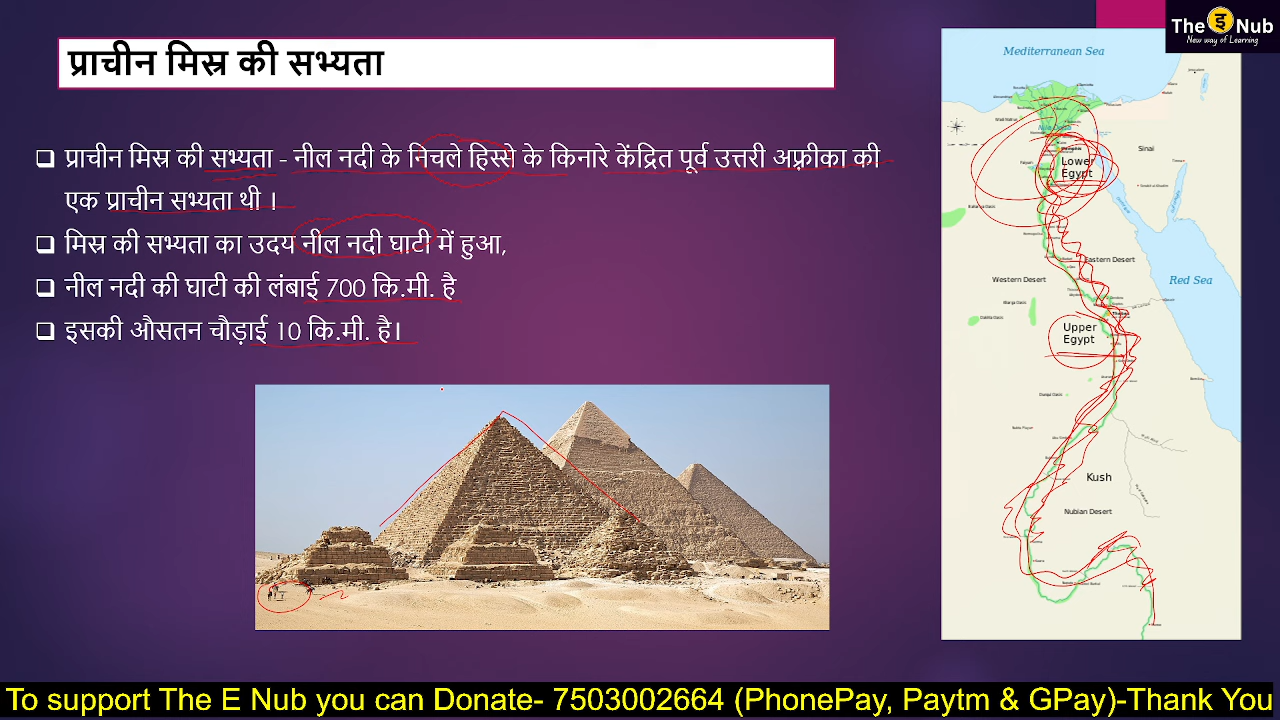 The इ Nub
New way of Learning
प्राचीन मिस्र की सभ्यता
प्राचीन मिस्र की सभ्यता - नील नदी के निचले हिस्से के किनारे केंद्रित पूर्व उत्तरी अफ़्रीका की
एक प्राचीन सभ्यता थी ।
मिस्र की सभ्यता का उदय नील नदी घाटी में हुआ,
नील नदी की घाटी की लंबाई 700 कि.मी. है
इसकी औसतन चौड़ाई 10 कि.मी. है।
Mediterranean Sea
Lower
Egypt
Sinai
Eastern Desert
Western Desert
Red Sea
Upper
Egypt
Kush
Nubian Desert
To support The E Nub you can Donate- 7503002664 (PhonePay, Paytm & GPay)-Thank You